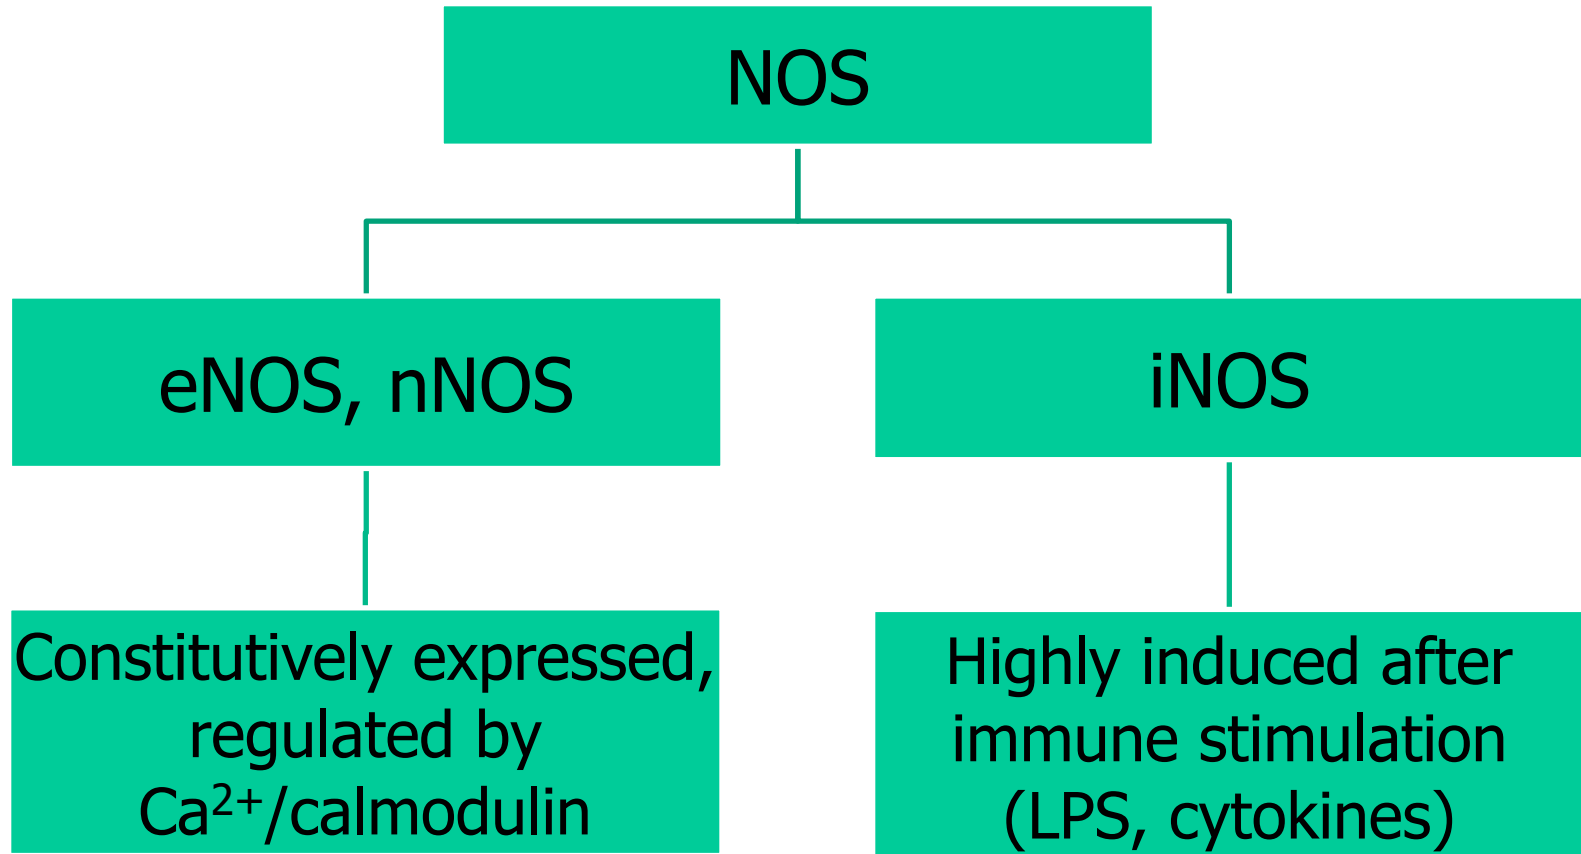 NOS
eNOS, nNOS
iNOS
Constitutively expressed,
regulated by
Ca²⁺/calmodulin
Highly induced after
immune stimulation
(LPS, cytokines)